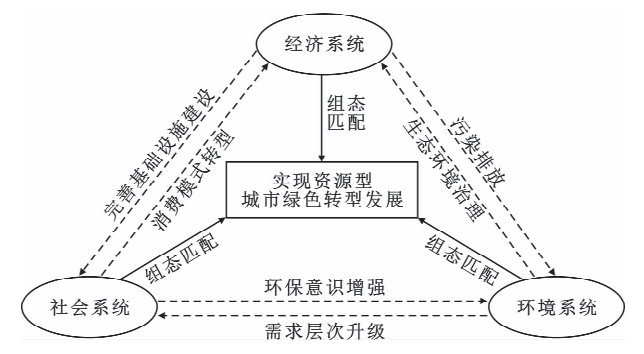 经济系统
组态
匹配
完善基础设施建设
消费模式转型
生态环境治理
污染排放
实现资源型
城市绿色转型发展
组态匹配
组态匹配
社会系统
环保意识增强
需求层次升级
环境系统